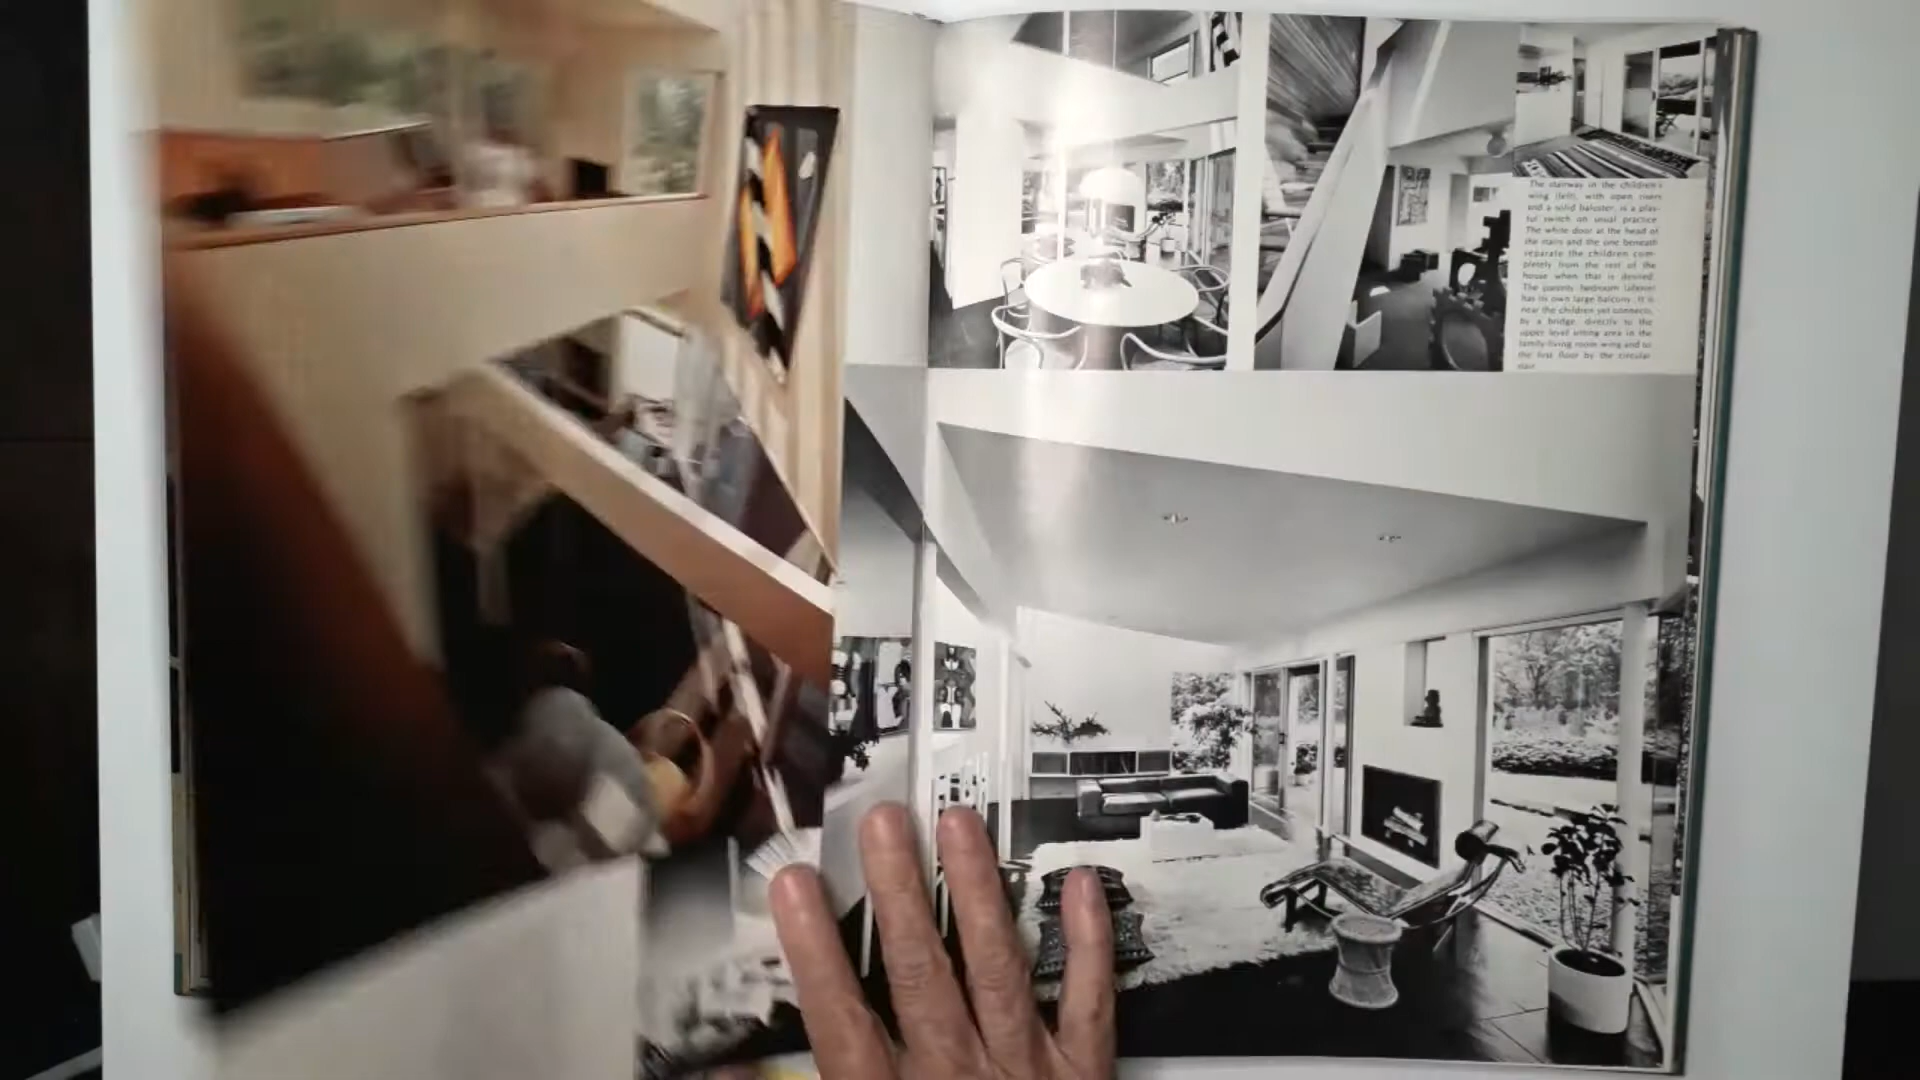 The stairway in the children's
wing (left), with open risers
and a solid baluster, is a play-
ful switch on usual practice.
The white door at the head of
the stairs and the one beneath
separate the children com-
pletely from the rest of the
house when that is desired.
The parents' bedroom (above)
has its own large balcony. It is
near the children yet connects,
by a bridge, directly to the
upper level sitting area in the
family-living room wing and to
the first floor by the circular
stair.